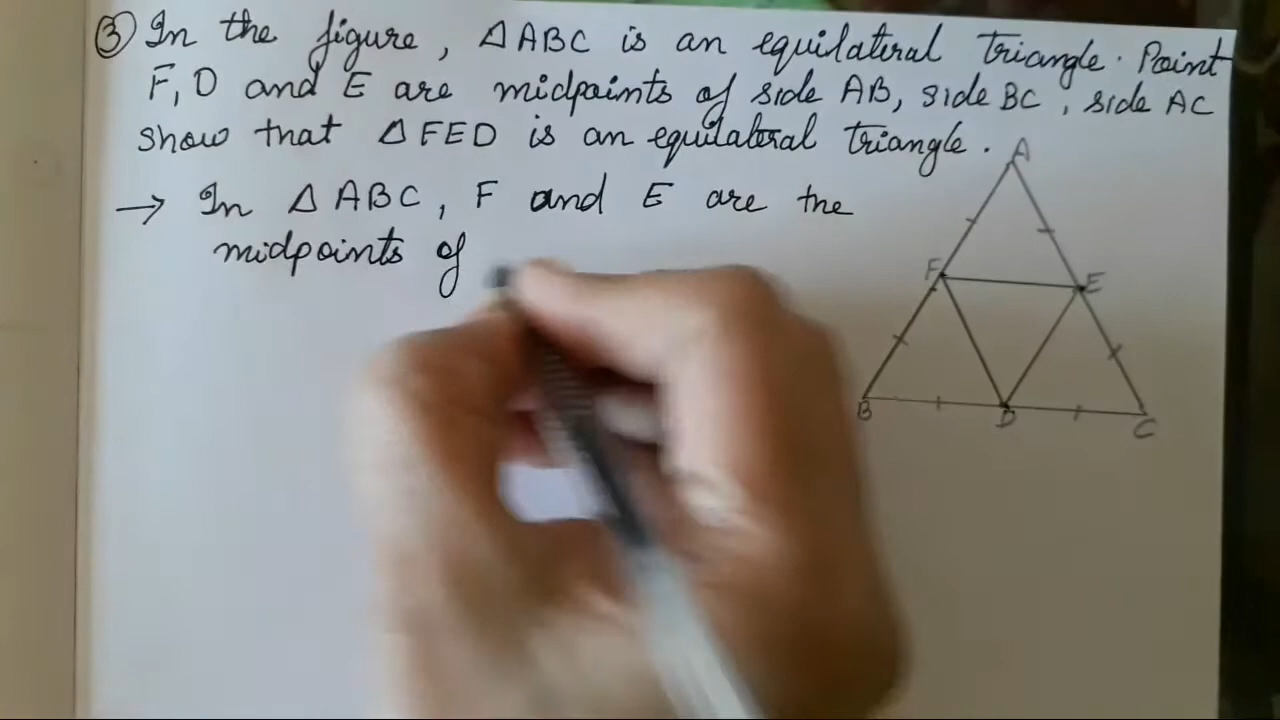 ③ In the figure, △ABC is an equilateral triangle. Point
F, D and E are midpoints of side AB, side BC, side AC
show that △FED is an equilateral triangle.
→ In △ABC, F and E are the
midpoints of
A
F
E
B
D
C